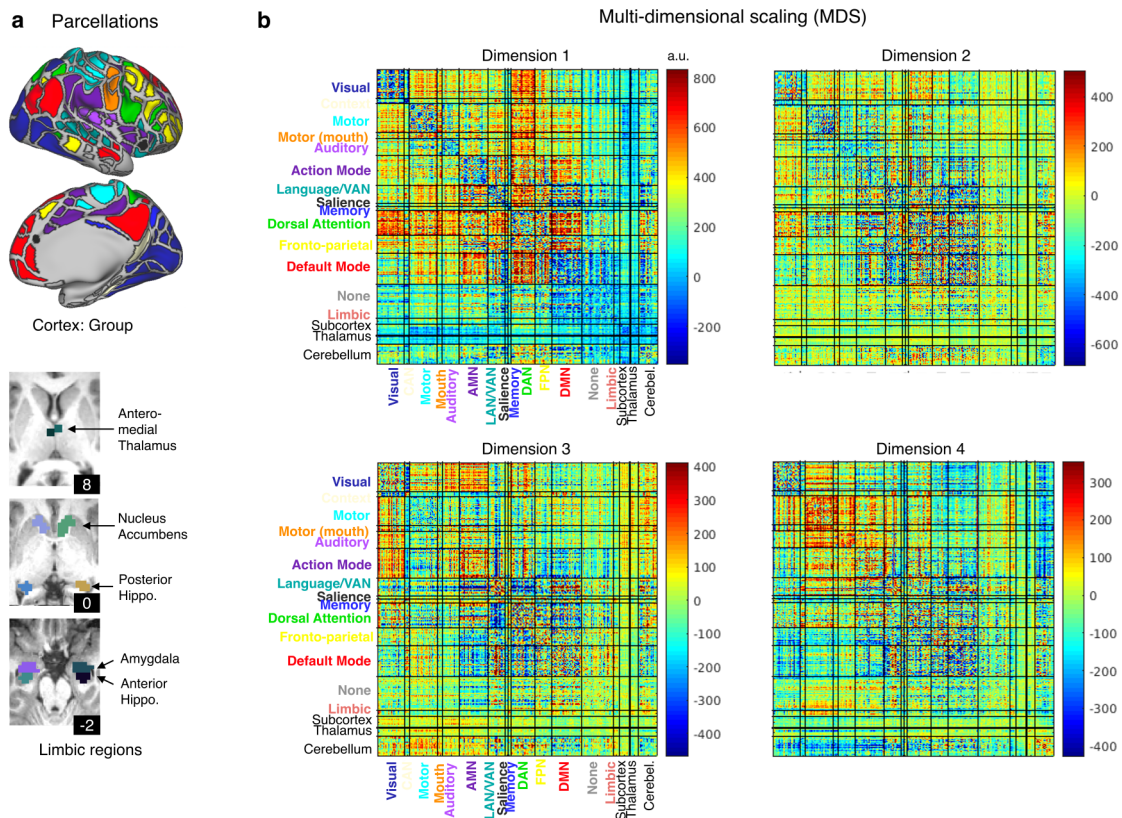 a
Parcellations
Cortex: Group
Antero-
medial
Thalamus
8
Nucleus
Accumbens
Posterior
Hippo.
0
Amygdala
Anterior
Hippo.
-2
Limbic regions
b
Multi-dimensional scaling (MDS)
Dimension 1
a.u.
Visual
Context
Motor
Motor (mouth)
Auditory
Action Mode
Language/VAN
Salience
Memory
Dorsal Attention
Fronto-parietal
Default Mode
None
Limbic
Subcortex
Thalamus
Cerebellum
800
600
400
200
0
-200
Visual
Motor
Mouth
Auditory
AMN
LAN/VAN
Salience
Memory
DAN
FPN
DMN
None
Limbic
Subcortex
Thalamus
Cerebel.
Dimension 2
400
200
0
-200
-400
-600
Dimension 3
Visual
Context
Motor
Motor (mouth)
Auditory
Action Mode
Language/VAN
Salience
Memory
Dorsal Attention
Fronto-parietal
Default Mode
None
Limbic
Subcortex
Thalamus
Cerebellum
400
300
200
100
0
-100
-200
-300
-400
Visual
Motor
Mouth
Auditory
AMN
LAN/VAN
Salience
Memory
DAN
FPN
DMN
None
Limbic
Subcortex
Thalamus
Cerebel.
Dimension 4
300
200
100
0
-100
-200
-300
-400